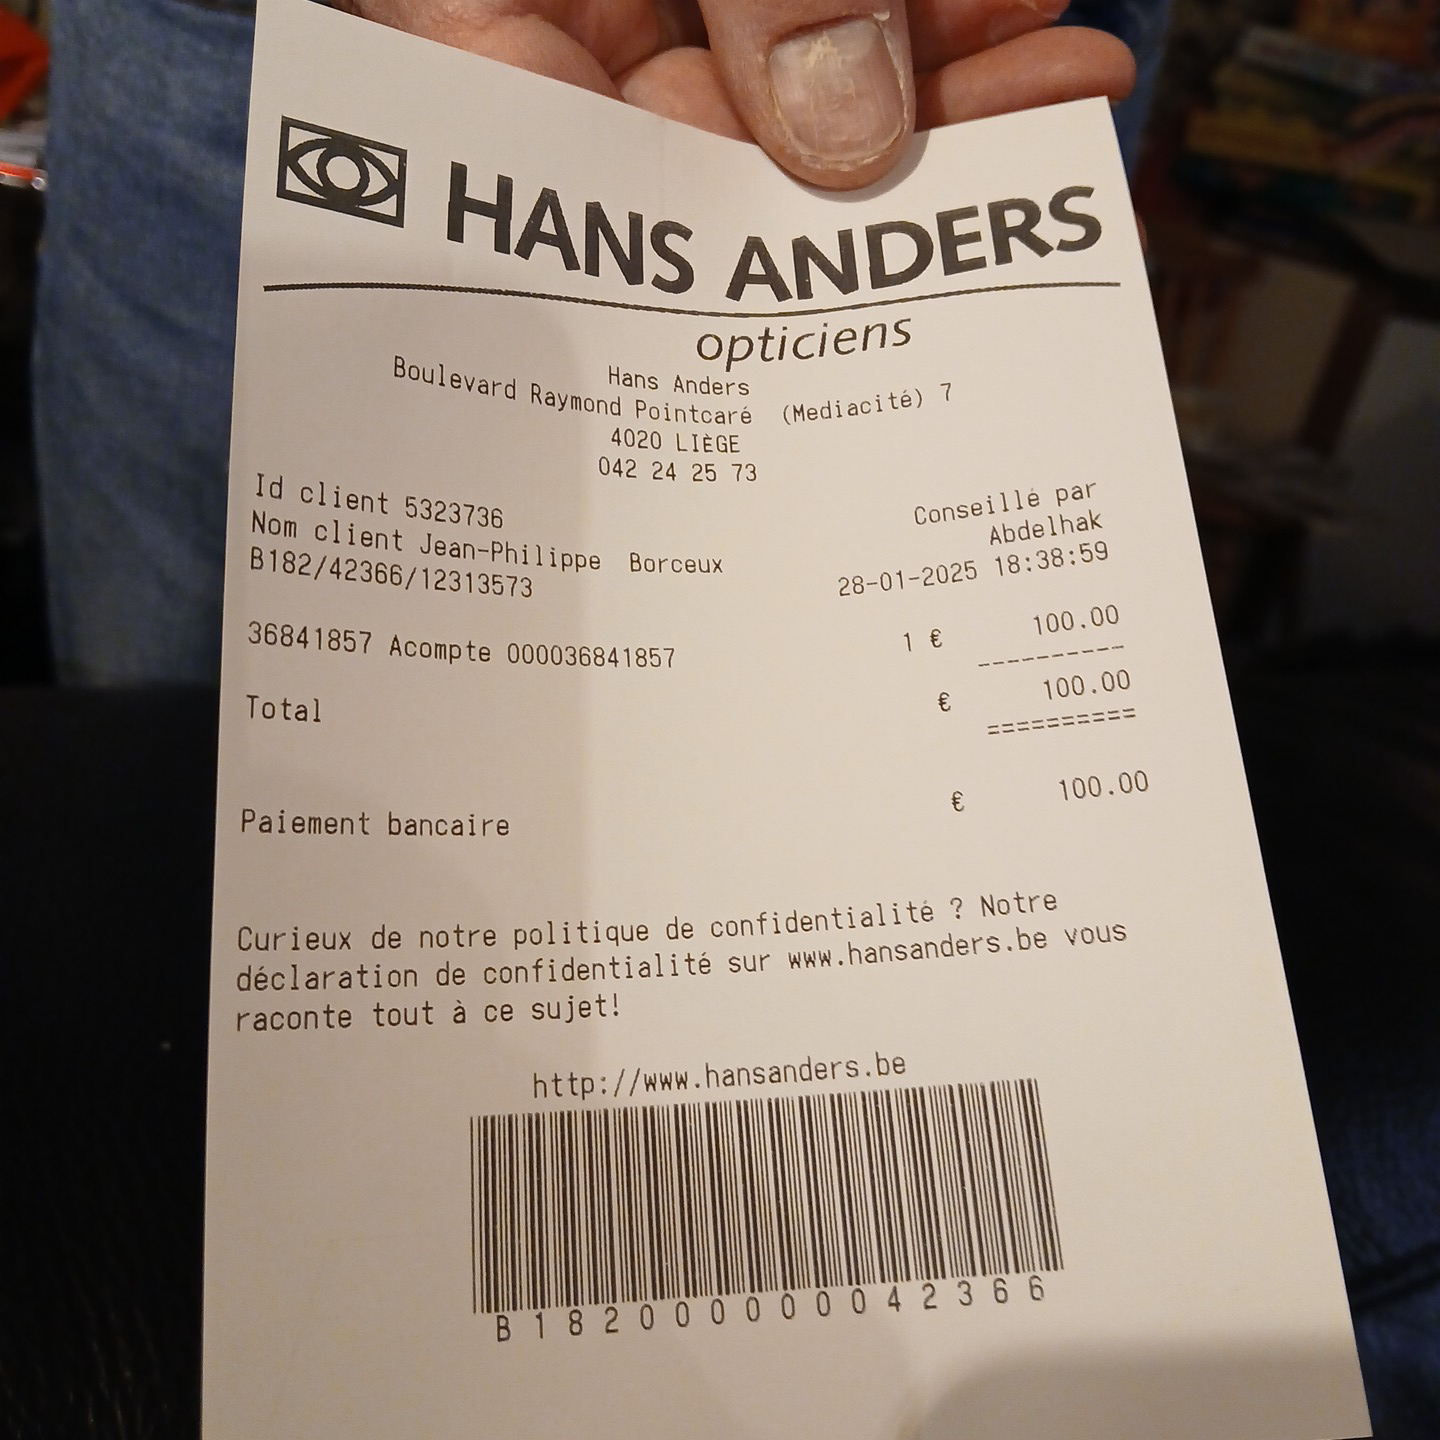 HANS ANDERS
opticiens
Hans Anders
Boulevard Raymond Pointcaré (Mediacité) 7
4020 LIÈGE
042 24 25 73
Id client 5323736
Nom client Jean-Philippe Borceux
B182/42366/12313573
Conseillé par
Abdelhak
28-01-2025 18:38:59
36841857 Acompte 000036841857 1 € 100.00
----------
Total € 100.00
==========
Paiement bancaire € 100.00
Curieux de notre politique de confidentialité ? Notre
déclaration de confidentialité sur www.hansanders.be vous
raconte tout à ce sujet!
http://www.hansanders.be
B182000000042366